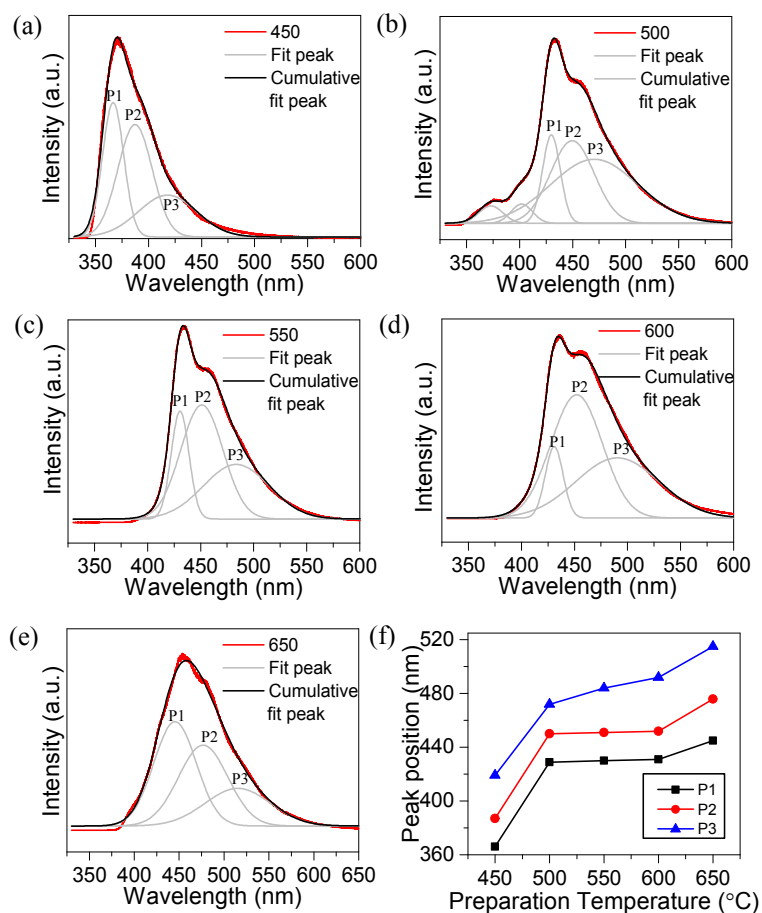 (a)
450
Fit peak
Cumulative
fit peak
P1
P2
P3
Intensity (a.u.)
350 400 450 500 550 600
Wavelength (nm)
(b)
500
Fit peak
Cumulative
fit peak
P1
P2
P3
Intensity (a.u.)
350 400 450 500 550 600
Wavelength (nm)
(c)
550
Fit peak
Cumulative
fit peak
P1
P2
P3
Intensity (a.u.)
350 400 450 500 550 600
Wavelength (nm)
(d)
600
Fit peak
Cumulative
fit peak
P1
P2
P3
Intensity (a.u.)
350 400 450 500 550 600
Wavelength (nm)
(e)
650
Fit peak
Cumulative
fit peak
P1
P2
P3
Intensity (a.u.)
350 400 450 500 550 600 650
Wavelength (nm)
(f)
520
480
440
400
360
Peak position (nm)
P1
P2
P3
450 500 550 600 650
Preparation Temperature (°C)